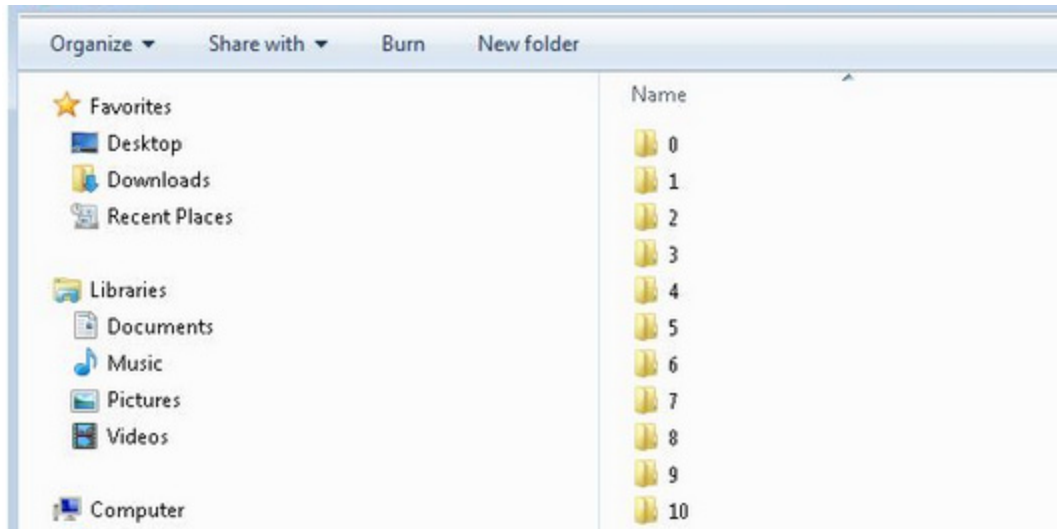 Organize Share with Burn New folder
Favorites
Desktop
Downloads
Recent Places
Libraries
Documents
Music
Pictures
Videos
Computer
Name
0
1
2
3
4
5
6
7
8
9
10